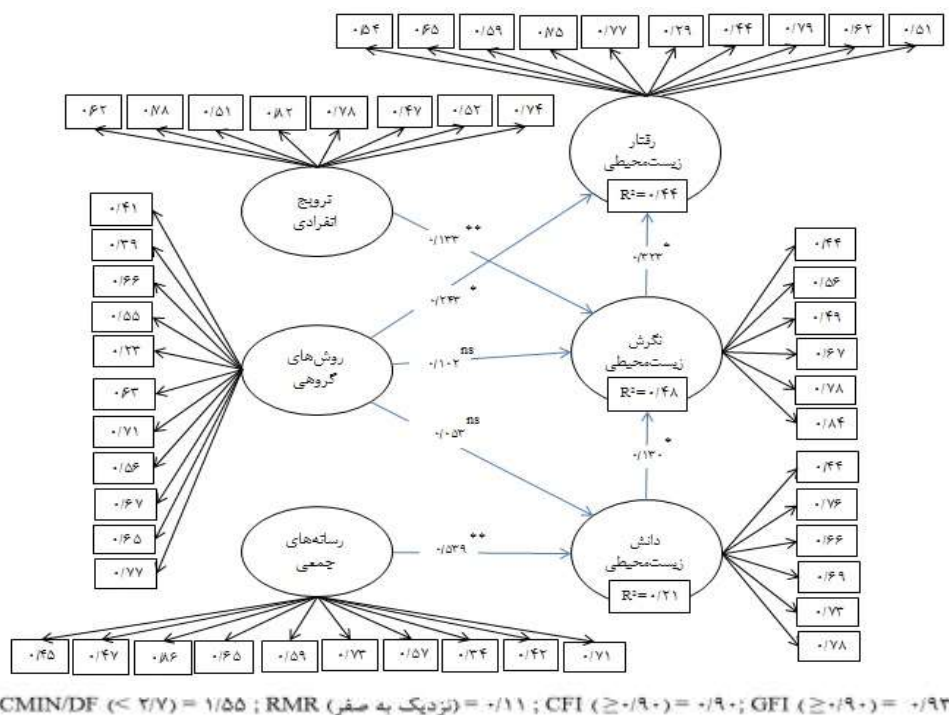 ۰/۵۴ ۰/۶۵ ۰/۵۹ ۰/۷۵ ۰/۷۷ ۰/۲۹ ۰/۴۴ ۰/۷۹ ۰/۶۲ ۰/۵۱
۰/۶۲ ۰/۷۸ ۰/۵۱ ۰/۸۲ ۰/۷۸ ۰/۴۷ ۰/۵۲ ۰/۷۴
رفتار
زیست‌محیطی
R²=۰/۴۴
ترویج
انفرادی
۰/۱۳۳**
۰/۳۲۳*
۰/۲۴۳*
۰/۴۱
۰/۳۹
۰/۶۶
۰/۵۵
۰/۲۳
۰/۶۳
۰/۷۱
۰/۵۶
۰/۶۷
۰/۶۵
۰/۷۷
روش‌های
گروهی
۰/۱۰۲ns
۰/۰۵۳ns
نگرش
زیست‌محیطی
R²=۰/۴۸
۰/۴۴
۰/۵۶
۰/۴۹
۰/۶۷
۰/۷۸
۰/۸۴
۰/۱۳۰*
رسانه‌های
جمعی
۰/۵۳۹**
دانش
زیست‌محیطی
R²=۰/۲۱
۰/۴۴
۰/۷۶
۰/۶۶
۰/۶۹
۰/۷۳
۰/۷۸
۰/۴۵ ۰/۴۷ ۰/۸۶ ۰/۶۵ ۰/۵۹ ۰/۷۳ ۰/۵۷ ۰/۳۴ ۰/۴۲ ۰/۷۱
CMIN/DF (< ۲/۷) = ۱/۵۵ ; RMR (نزدیک به صفر) = ۰/۱۱ ; CFI (≥۰/۹۰) = ۰/۹۰; GFI (≥۰/۹۰) = ۰/۹۲